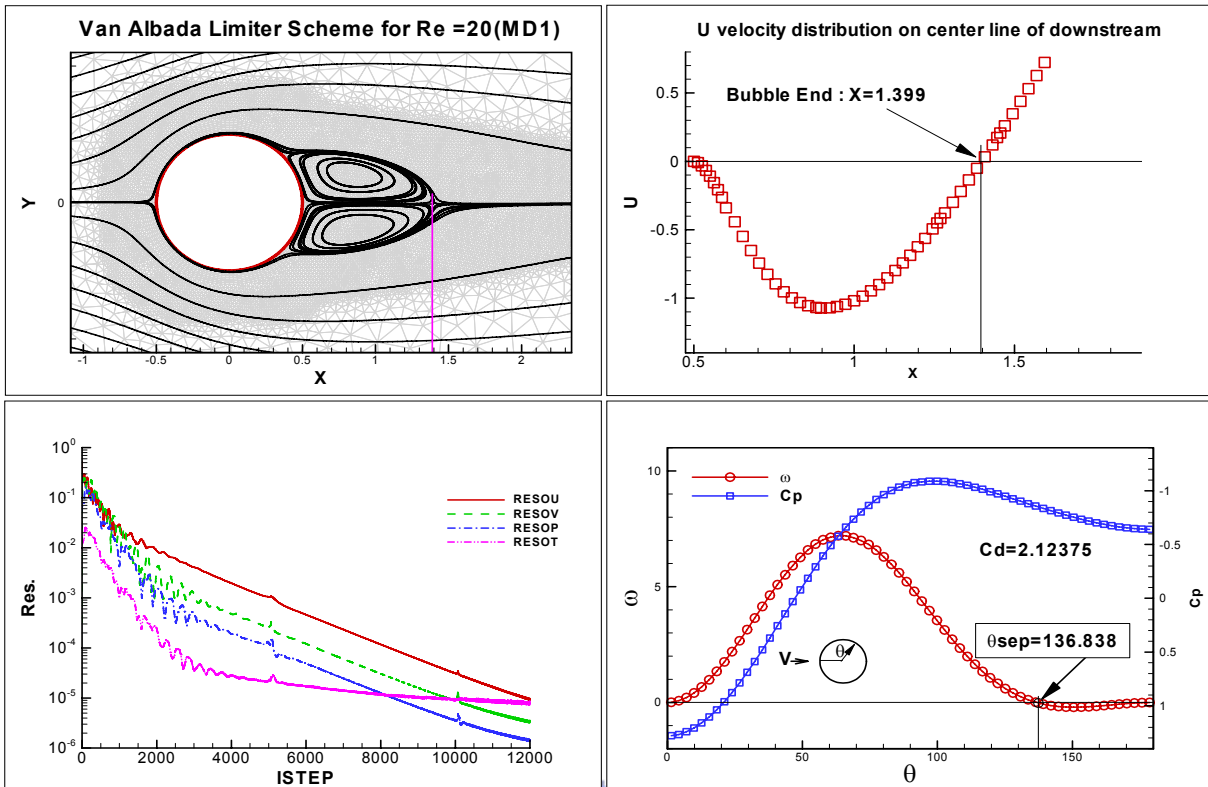 Van Albada Limiter Scheme for Re =20(MD1)
Y
0
-1
-0.5
0
0.5
1
1.5
2
X
U velocity distribution on center line of downstream
Bubble End : X=1.399
U
0.5
0
-0.5
-1
0.5
1
1.5
x
Res.
10^0
10^-1
10^-2
10^-3
10^-4
10^-5
10^-6
RESOU
RESOV
RESOP
RESOT
0
2000
4000
6000
8000
10000
12000
ISTEP
ω
10
5
0
ω
Cp
Cd=2.12375
θsep=136.838
V
θ
-1
-0.5
0
0.5
1
Cp
0
50
100
150
θ